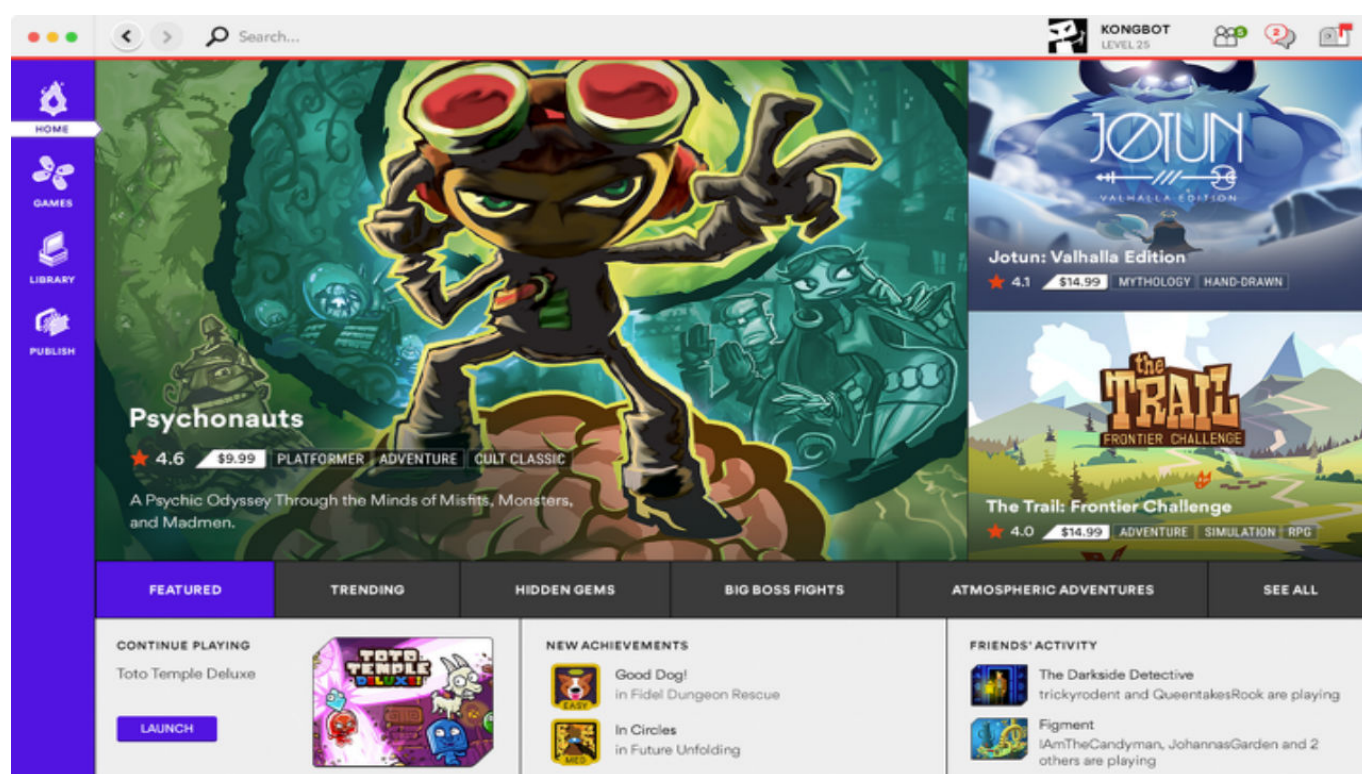 Search...
KONGBOT
LEVEL 25
5
2
HOME
GAMES
LIBRARY
PUBLISH
Psychonauts
4.6 $9.99 PLATFORMER ADVENTURE CULT CLASSIC
A Psychic Odyssey Through the Minds of Misfits, Monsters,
and Madmen.
JOTUN
VALHALLA EDITION
Jotun: Valhalla Edition
4.1 $14.99 MYTHOLOGY HAND-DRAWN
the
TRAIL
FRONTIER CHALLENGE
The Trail: Frontier Challenge
4.0 $14.99 ADVENTURE SIMULATION RPG
FEATURED TRENDING HIDDEN GEMS BIG BOSS FIGHTS ATMOSPHERIC ADVENTURES SEE ALL
CONTINUE PLAYING
Toto Temple Deluxe
LAUNCH
TOTO
TEMPLE
DELUXE!
NEW ACHIEVEMENTS
Good Dog!
in Fidel Dungeon Rescue
EASY
In Circles
in Future Unfolding
MED
FRIENDS' ACTIVITY
The Darkside Detective
trickyrodent and QueentakesRook are playing
Figment
IAmTheCandyman, JohannasGarden and 2
others are playing